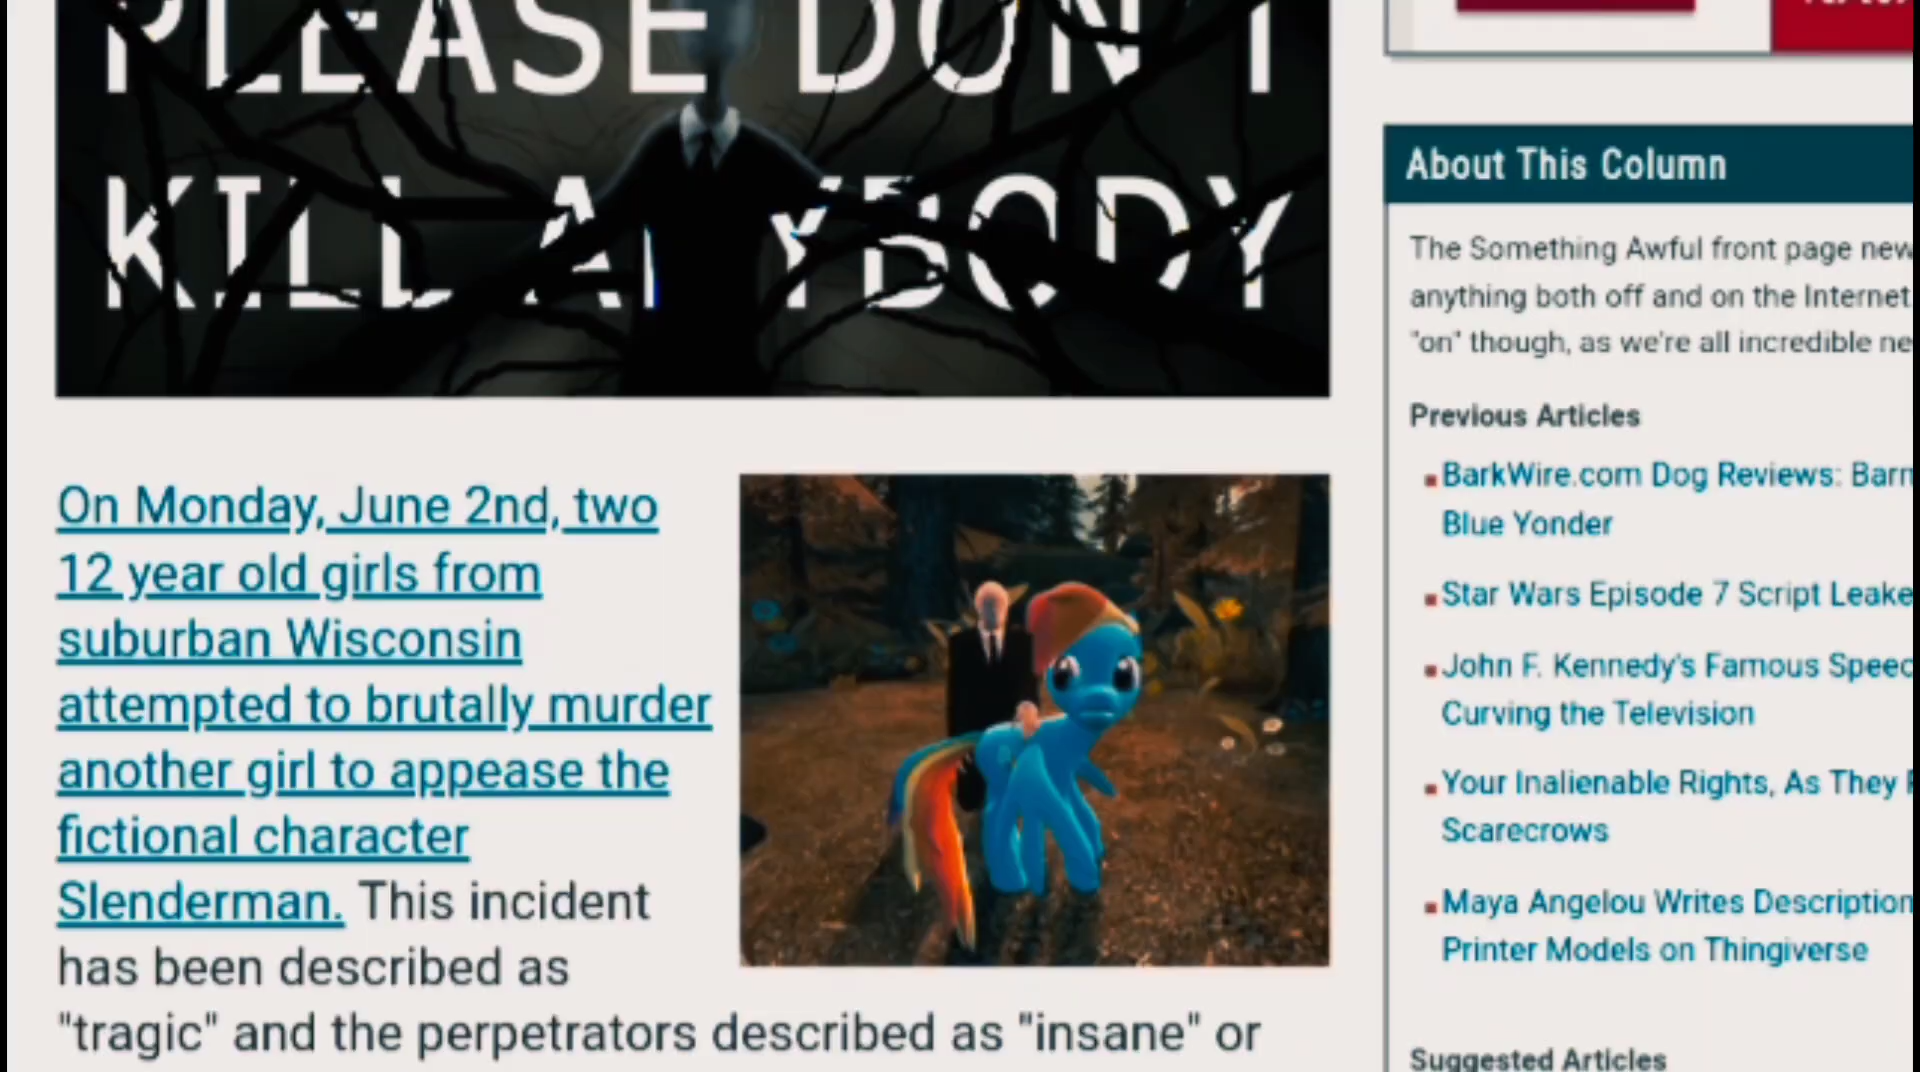 PLEASE DON'T
KILL A YBODY
On Monday, June 2nd, two
12 year old girls from
suburban Wisconsin
attempted to brutally murder
another girl to appease the
fictional character
Slenderman. This incident
has been described as
"tragic" and the perpetrators described as "insane" or
About This Column
The Something Awful front page new
anything both off and on the Internet
"on" though, as we're all incredible ne
Previous Articles
BarkWire.com Dog Reviews: Barn
Blue Yonder
Star Wars Episode 7 Script Leake
John F. Kennedy's Famous Speec
Curving the Television
Your Inalienable Rights, As They
Scarecrows
Maya Angelou Writes Description
Printer Models on Thingiverse
Suggested Articles